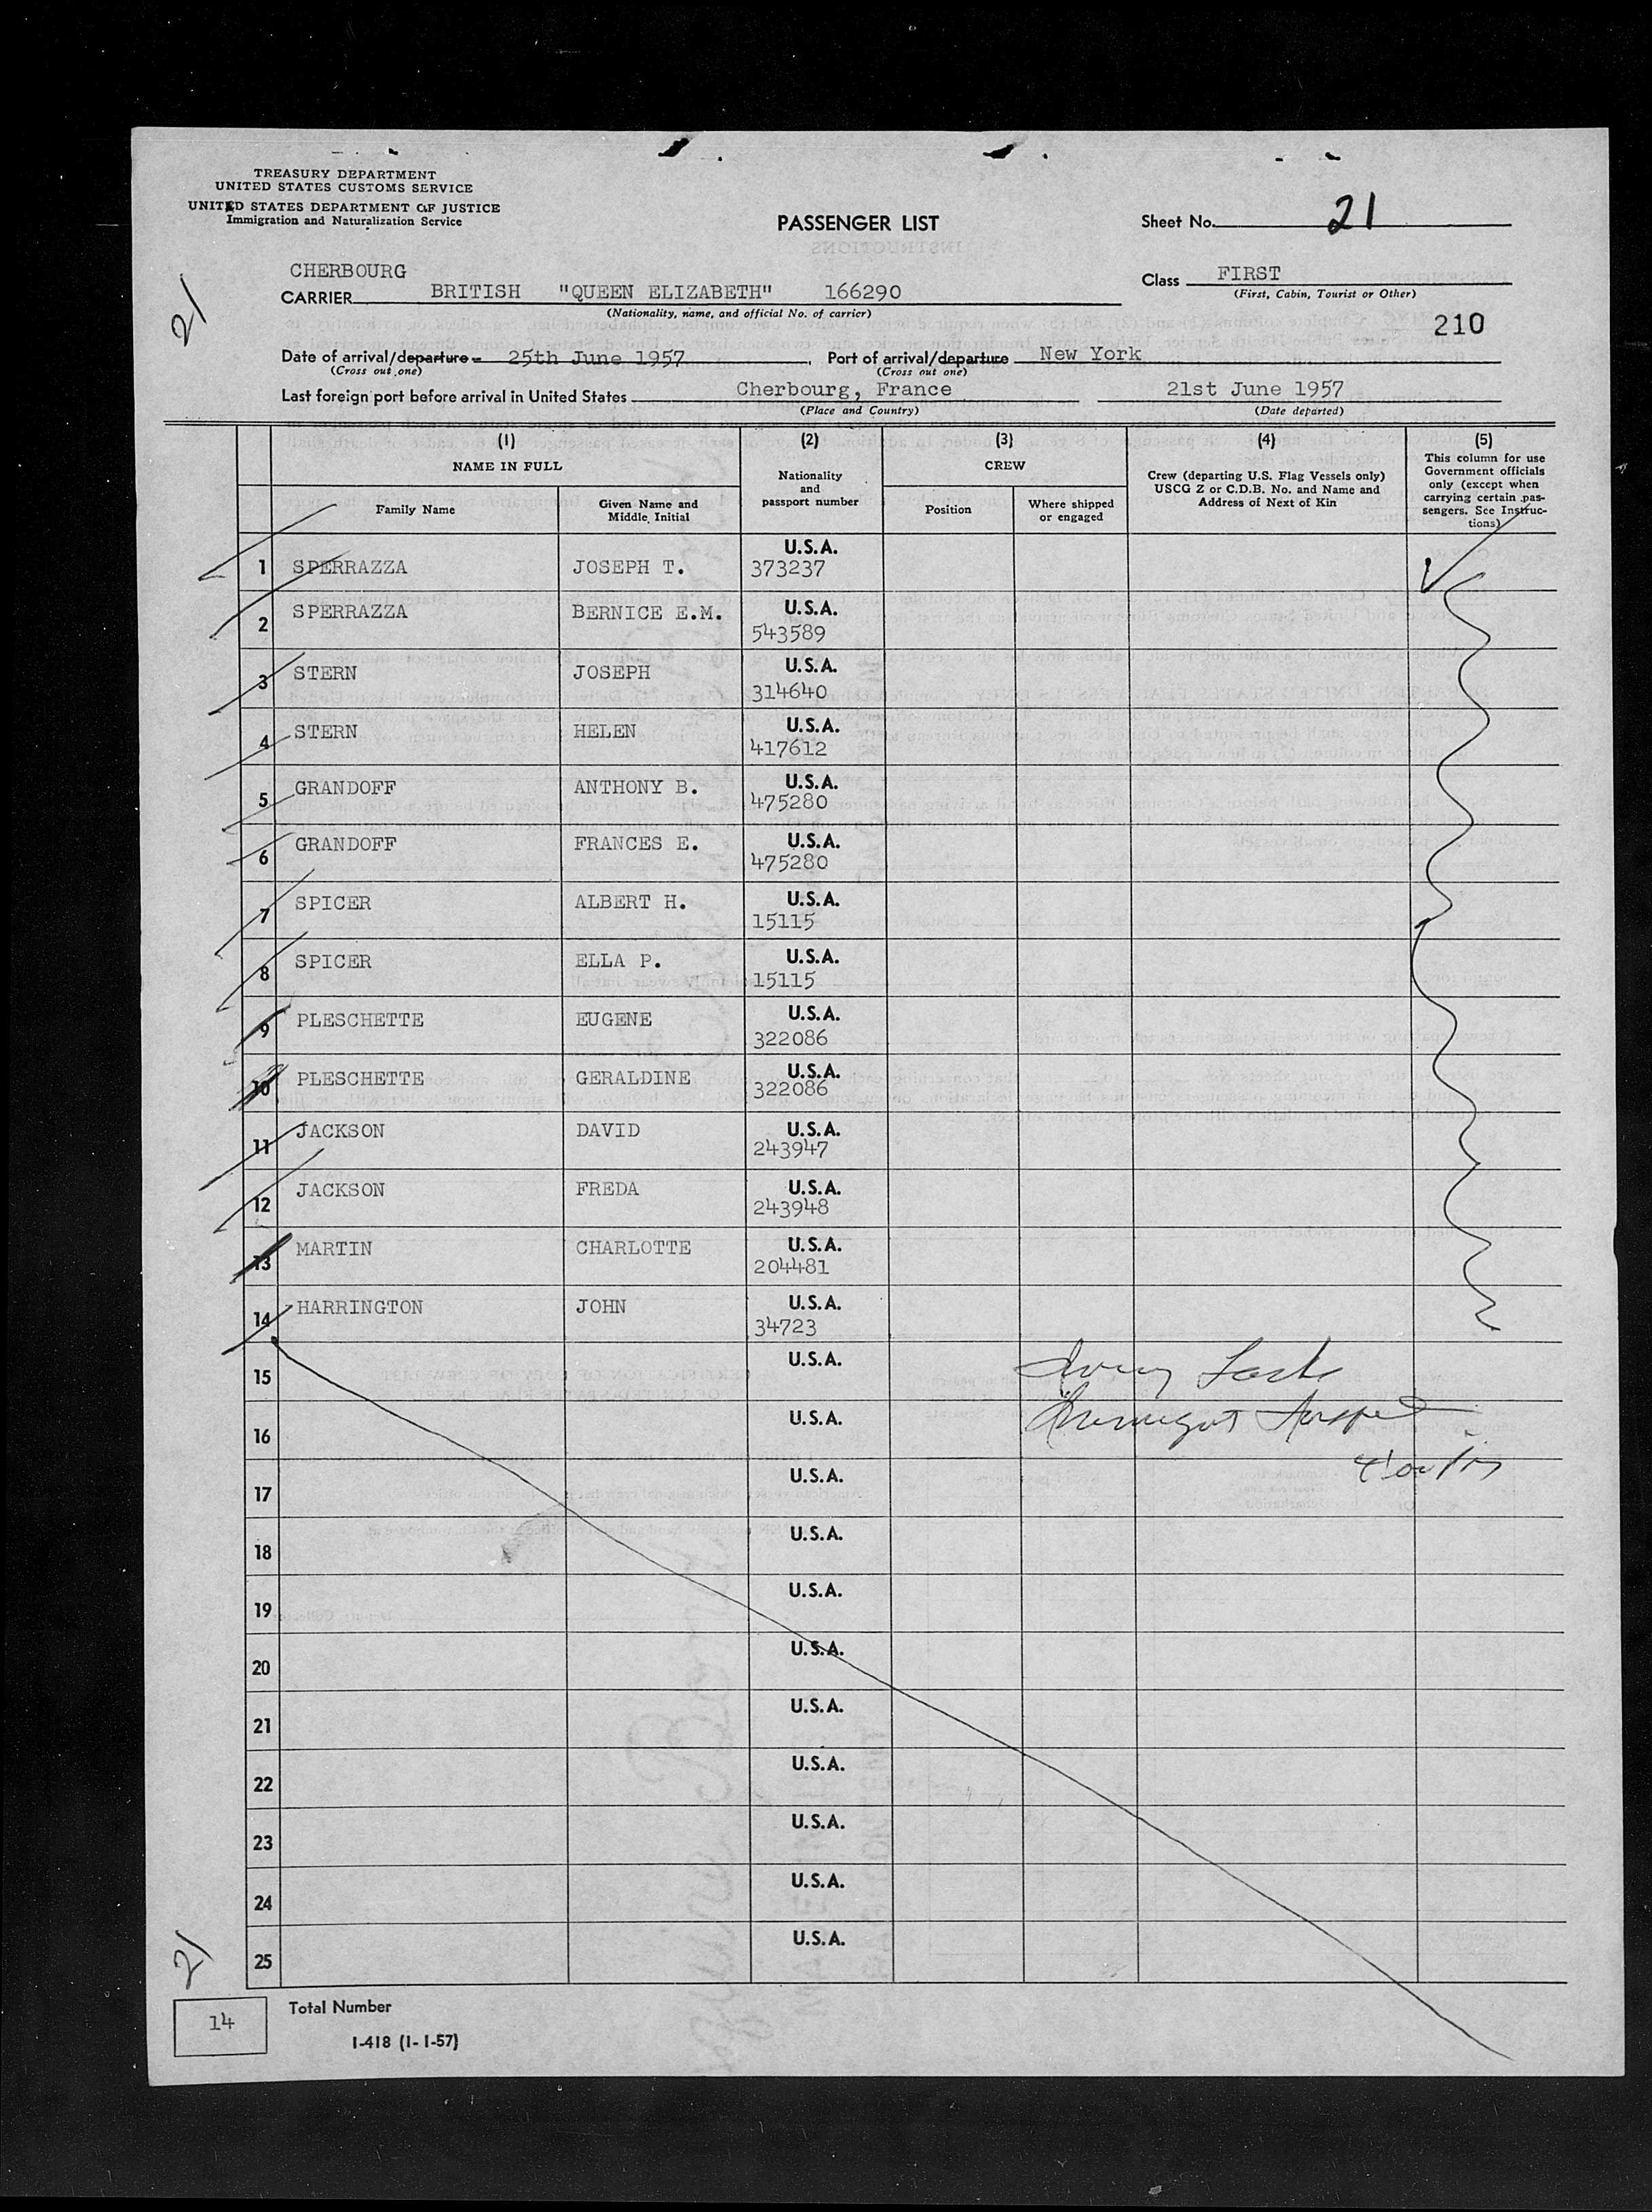 TREASURY DEPARTMENT
UNITED STATES CUSTOMS SERVICE
UNITED STATES DEPARTMENT OF JUSTICE
Immigration and Naturalization Service
PASSENGER LIST
Sheet No. 21
21
CHERBOURG
CARRIER BRITISH "QUEEN ELIZABETH" 166290
(Nationality, name, and official No. of carrier)
Class FIRST
(First, Cabin, Tourist or Other)
210
Date of arrival/departure 25th June 1957, Port of arrival/departure New York
(Cross out one) (Cross out one)
Last foreign port before arrival in United States Cherbourg, France 21st June 1957
(Place and Country) (Date departed)
(1) (2) (3) (4) (5)
NAME IN FULL
Family Name
Given Name and
Middle Initial
Nationality
and
passport number
CREW
Position
Where shipped
or engaged
Crew (departing U.S. Flag Vessels only)
USCG Z or C.D.B. No. and Name and
Address of Next of Kin
This column for use
Government officials
only (except when
carrying certain pas-
sengers. See Instruc-
tions)
1 SPERRAZZA JOSEPH T. U.S.A. 373237
2 SPERRAZZA BERNICE E.M. U.S.A. 543589
3 STERN JOSEPH U.S.A. 314640
4 STERN HELEN U.S.A. 417612
5 GRANDOFF ANTHONY B. U.S.A. 475280
6 GRANDOFF FRANCES E. U.S.A. 475280
7 SPICER ALBERT H. U.S.A. 15115
8 SPICER ELLA P. U.S.A. 15115
9 PLESCHETTE EUGENE U.S.A. 322086
10 PLESCHETTE GERALDINE U.S.A. 322086
11 JACKSON DAVID U.S.A. 243947
12 JACKSON FREDA U.S.A. 243948
13 MARTIN CHARLOTTE U.S.A. 204481
14 HARRINGTON JOHN U.S.A. 34723
15 U.S.A.
16 U.S.A.
17 U.S.A.
18 U.S.A.
19 U.S.A.
20 U.S.A.
21 U.S.A.
22 U.S.A.
23 U.S.A.
24 U.S.A.
25 U.S.A.
21
14 Total Number
I-418 (1-1-57)